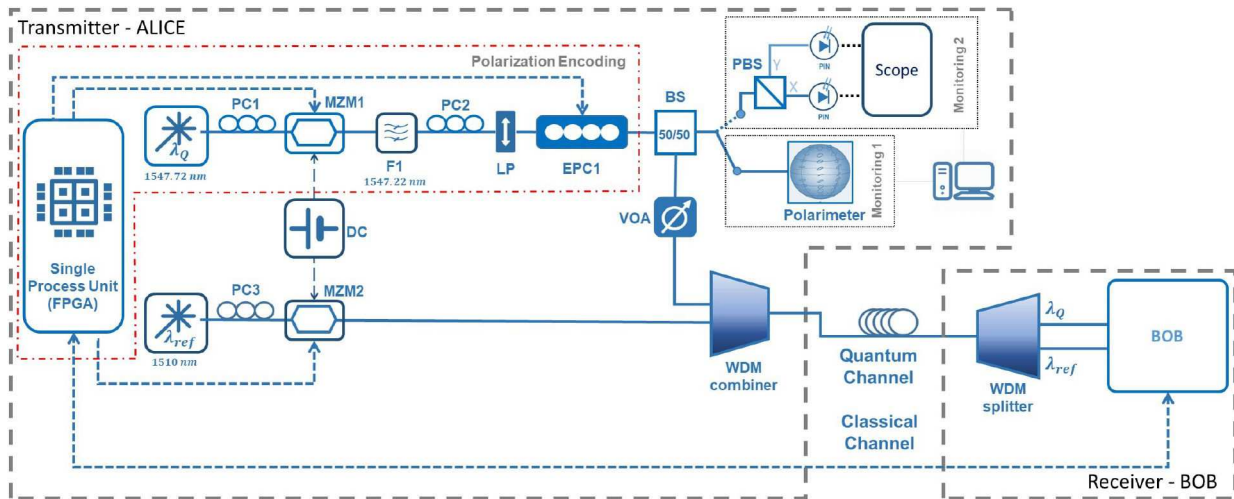 Transmitter - ALICE
Polarization Encoding
PC1
MZM1
PC2
λQ
1547.72 nm
F1
1547.22 nm
LP
EPC1
BS
50/50
PBS
Y
X
PIN
PIN
Scope
Monitoring 2
Monitoring 1
Polarimeter
VOA
DC
Single
Process Unit
(FPGA)
PC3
MZM2
λref
1510 nm
WDM
combiner
Quantum
Channel
Classical
Channel
λQ
λref
WDM
splitter
BOB
Receiver - BOB